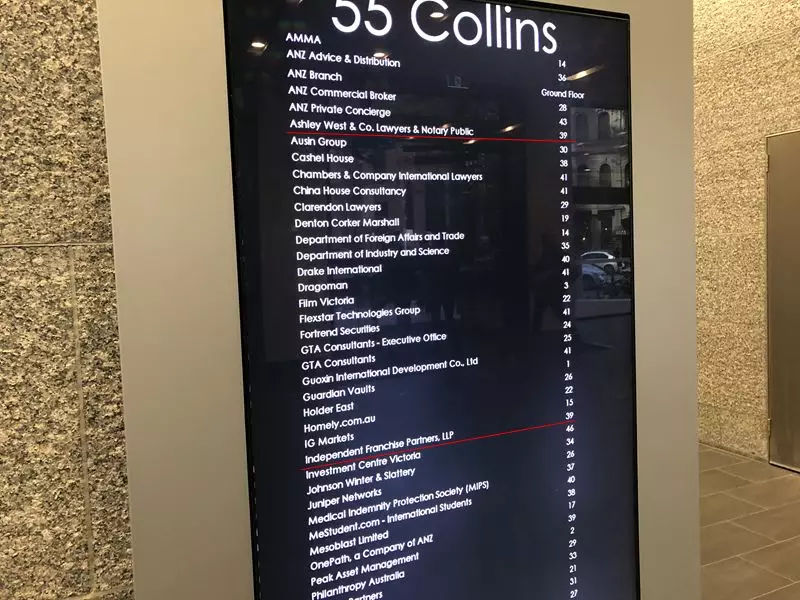 55 Collins
AMMA 14
ANZ Advice & Distribution 36
ANZ Branch Ground Floor
ANZ Commercial Broker 28
ANZ Private Concierge 43
Ashley West & Co. Lawyers & Notary Public 39
Ausin Group 30
Cashel House 38
Chambers & Company International Lawyers 41
China House Consultancy 41
Clarendon Lawyers 29
Denton Corker Marshall 19
Department of Foreign Affairs and Trade 14
Department of Industry and Science 35
Drake International 40
Dragoman 41
Film Victoria 3
Flexstar Technologies Group 22
Fortrend Securities 41
GTA Consultants - Executive Office 24
GTA Consultants 25
Guoxin International Development Co., Ltd 41
Guardian Vaults 1
Holder East 26
Homely.com.au 22
IG Markets 15
Independent Franchise Partners, LLP 39
Investment Centre Victoria 46
Johnson Winter & Slattery 34
Juniper Networks 26
Medical Indemnity Protection Society (MIPS) 37
MeStudent.com - International Students 40
Mesoblast Limited 38
OnePath, a Company of ANZ 17
Peak Asset Management 39
Philanthropy Australia 2
Partners 29
33
21
31
27